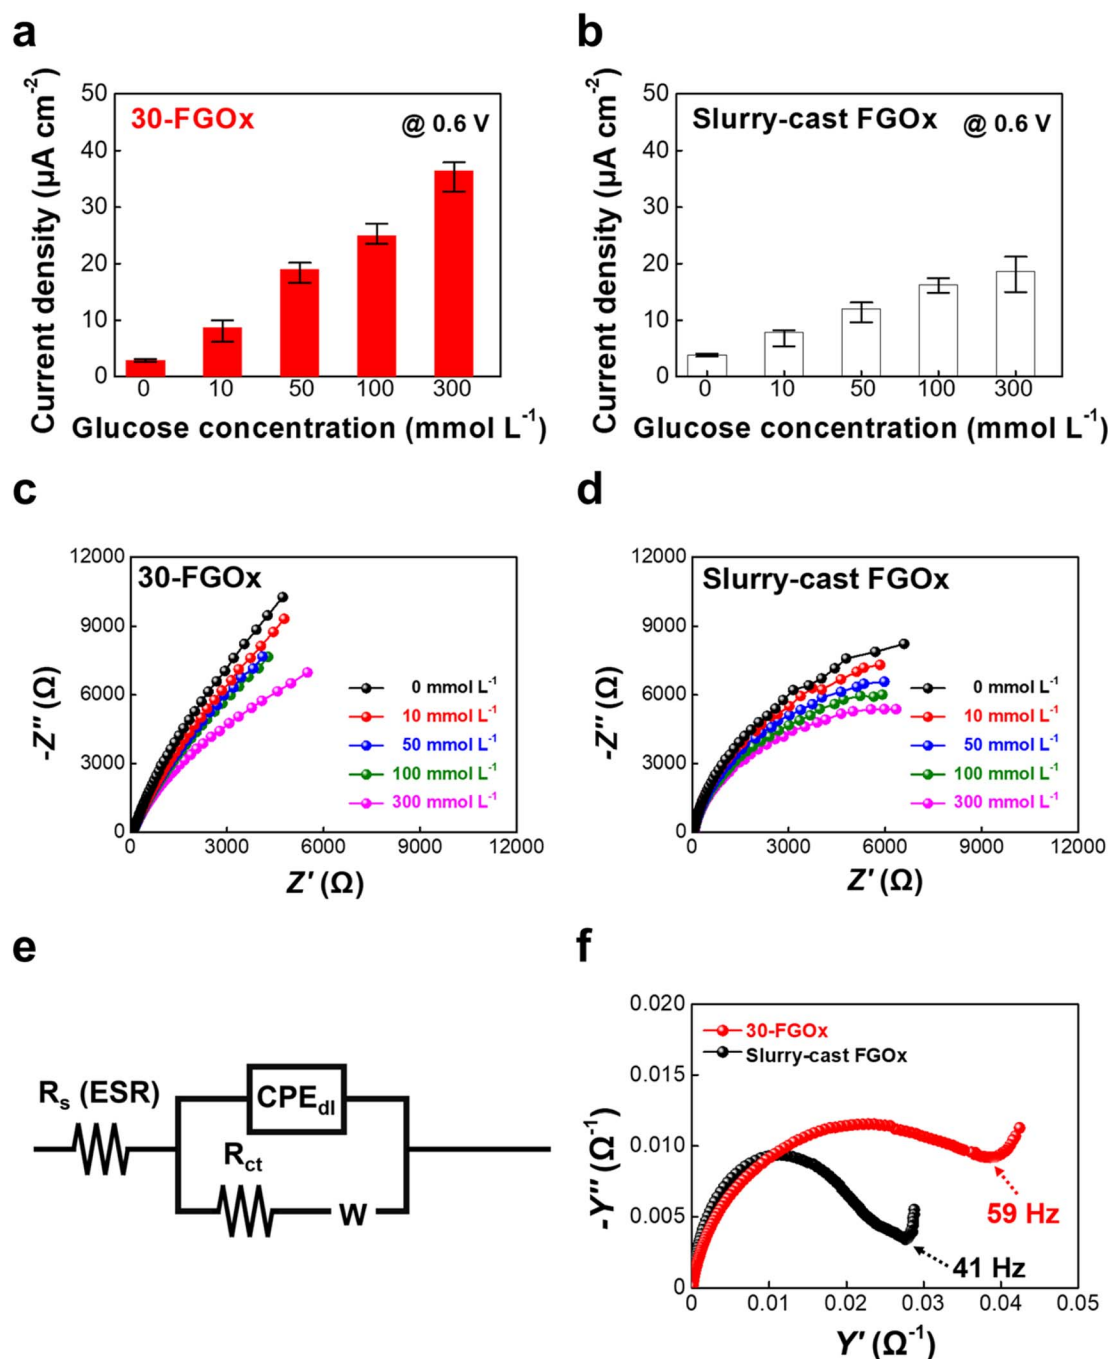 a
b
Current density (µA cm⁻²)
50
40
30
20
10
0
30-FGOx
@ 0.6 V
0 10 50 100 300
Glucose concentration (mmol L⁻¹)
Current density (µA cm⁻²)
50
40
30
20
10
0
Slurry-cast FGOx
@ 0.6 V
0 10 50 100 300
Glucose concentration (mmol L⁻¹)
c
d
-Z″ (Ω)
12000
9000
6000
3000
0
30-FGOx
0 mmol L⁻¹
10 mmol L⁻¹
50 mmol L⁻¹
100 mmol L⁻¹
300 mmol L⁻¹
0 3000 6000 9000 12000
Z′ (Ω)
-Z″ (Ω)
12000
9000
6000
3000
0
Slurry-cast FGOx
0 mmol L⁻¹
10 mmol L⁻¹
50 mmol L⁻¹
100 mmol L⁻¹
300 mmol L⁻¹
0 3000 6000 9000 12000
Z′ (Ω)
e
f
Rs (ESR)
CPEdl
Rct
W
-Y″ (Ω⁻¹)
0.020
0.015
0.010
0.005
0
30-FGOx
Slurry-cast FGOx
59 Hz
41 Hz
0 0.01 0.02 0.03 0.04 0.05
Y′ (Ω⁻¹)